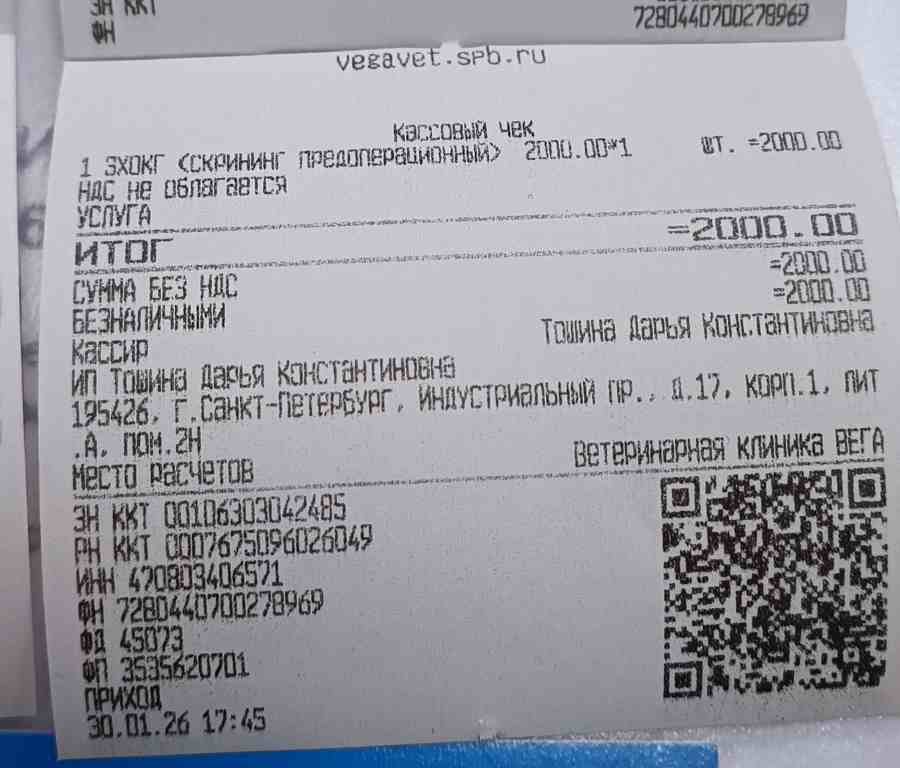 ЗН ККТ
ФН 7280440700278969
vegavet.spb.ru
Кассовый чек
1 ЭХОКГ (СКРИНИНГ ПРЕДОПЕРАЦИОННЫЙ) 2000.00*1 шт. =2000.00
НДС не облагается
УСЛУГА
ИТОГ =2000.00
СУММА БЕЗ НДС =2000.00
БЕЗНАЛИЧНЫМИ =2000.00
Кассир Тошина Дарья Константиновна
ИП Тошина Дарья Константиновна
195426, г.Санкт-Петербург, Индустриальный пр., д.17, корп.1, лит
.А, пом.2Н
Место расчетов Ветеринарная клиника ВЕГА
ЗН ККТ 00106303042485
РН ККТ 0007675096026049
ИНН 470803406571
ФН 7280440700278969
ФД 45073
ФП 3535620701
ПРИХОД
30.01.26 17:45